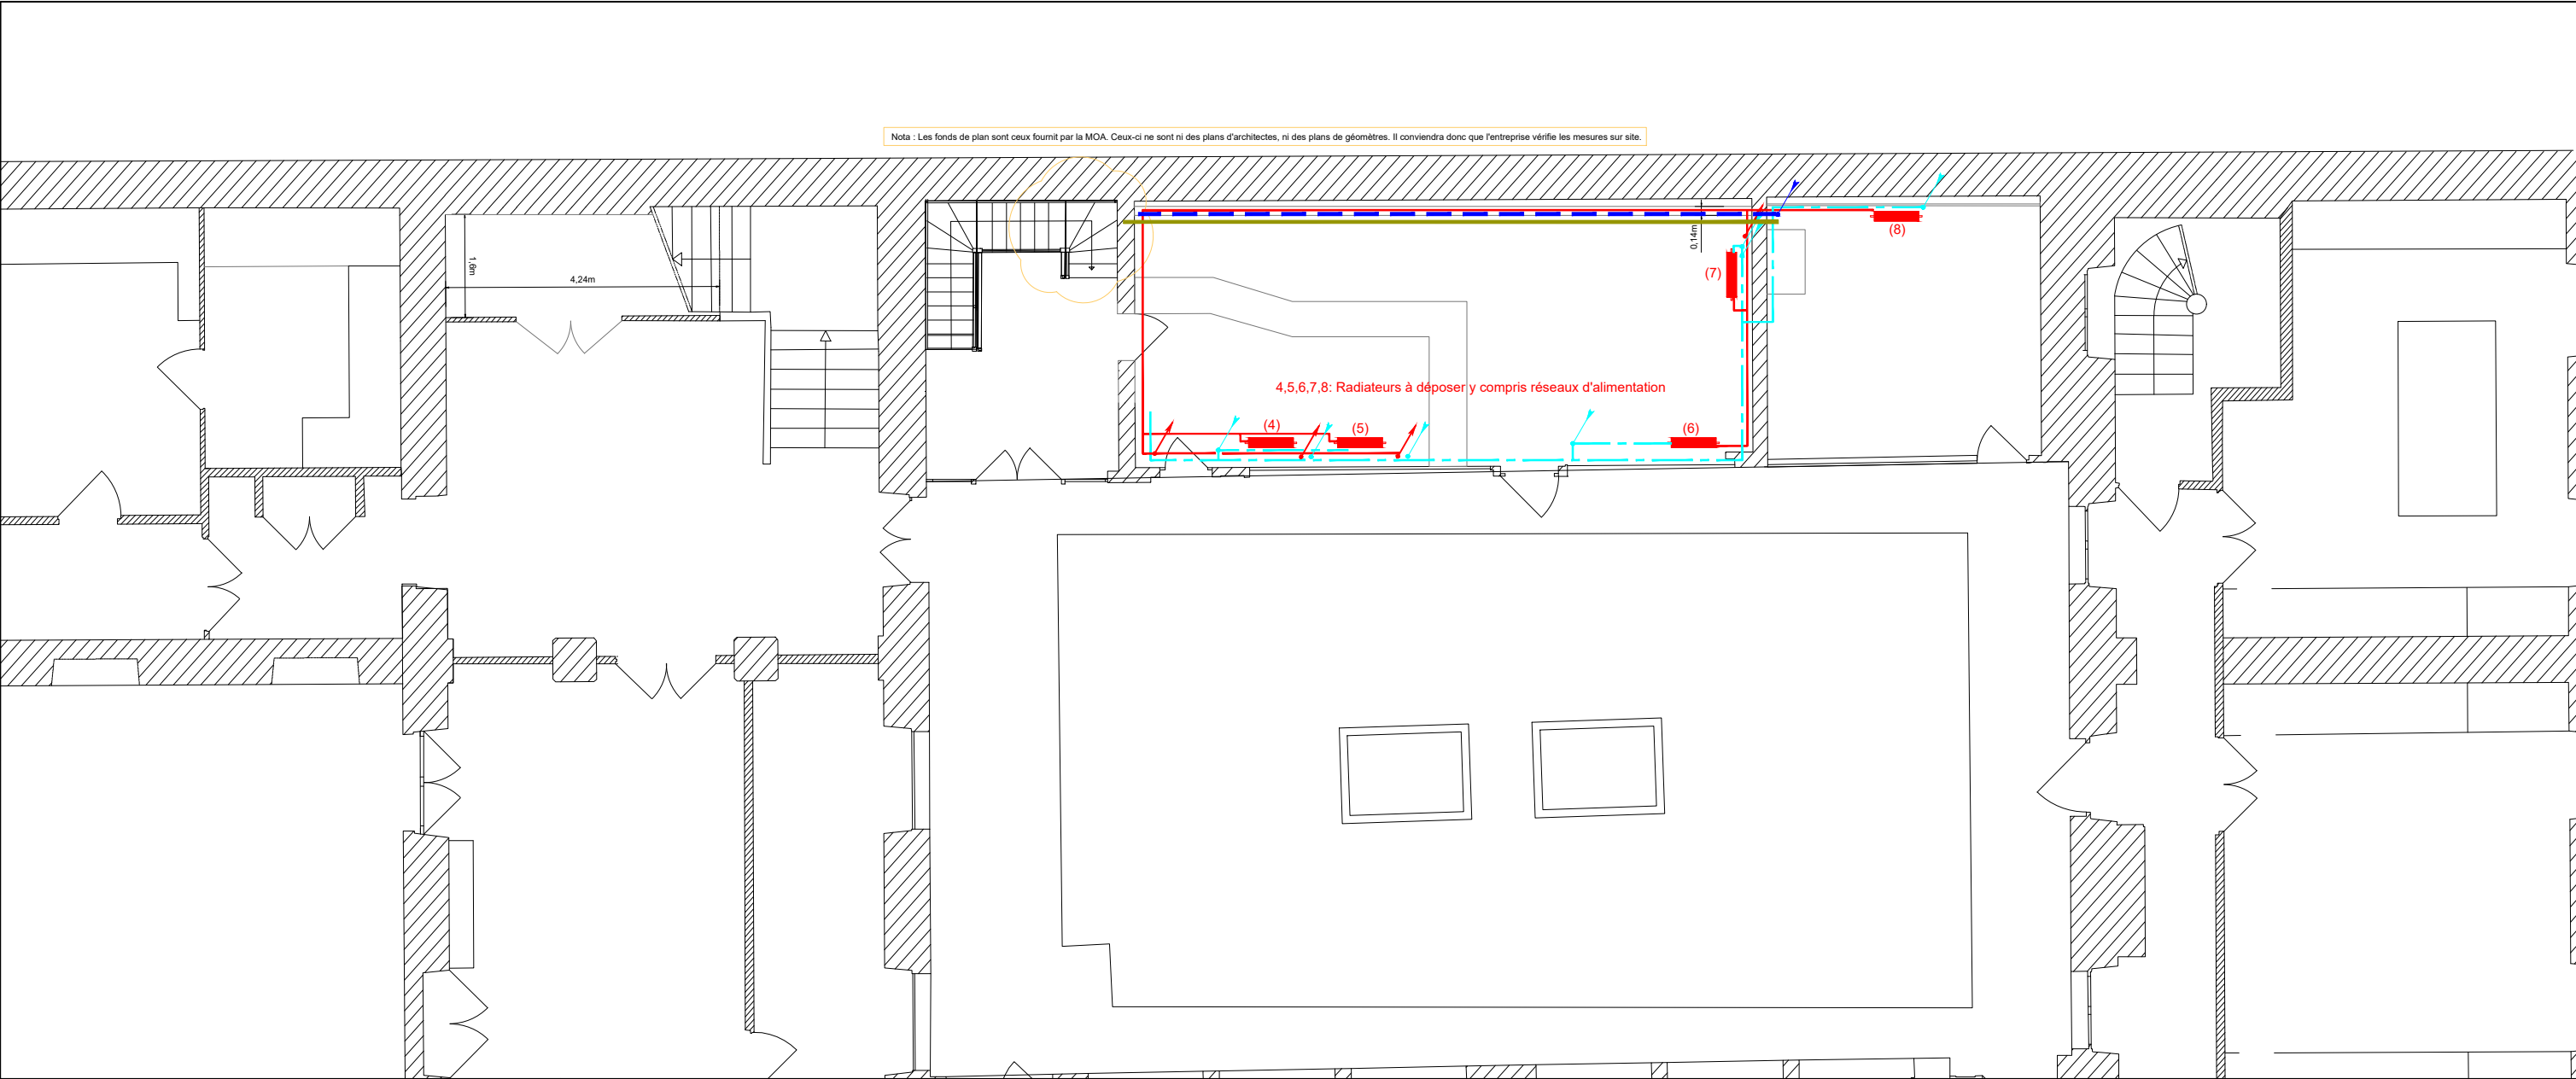 Nota : Les fonds de plan sont ceux fournit par la MOA. Ceux-ci ne sont ni des plans d'architectes, ni des plans de géomètres. Il conviendra donc que l'entreprise vérifie les mesures sur site.
(8)
0,14m
1,6m
(7)
4,24m
4,5,6,7,8: Radiateurs à déposer y compris réseaux d'alimentation
(4)
(5)
(6)